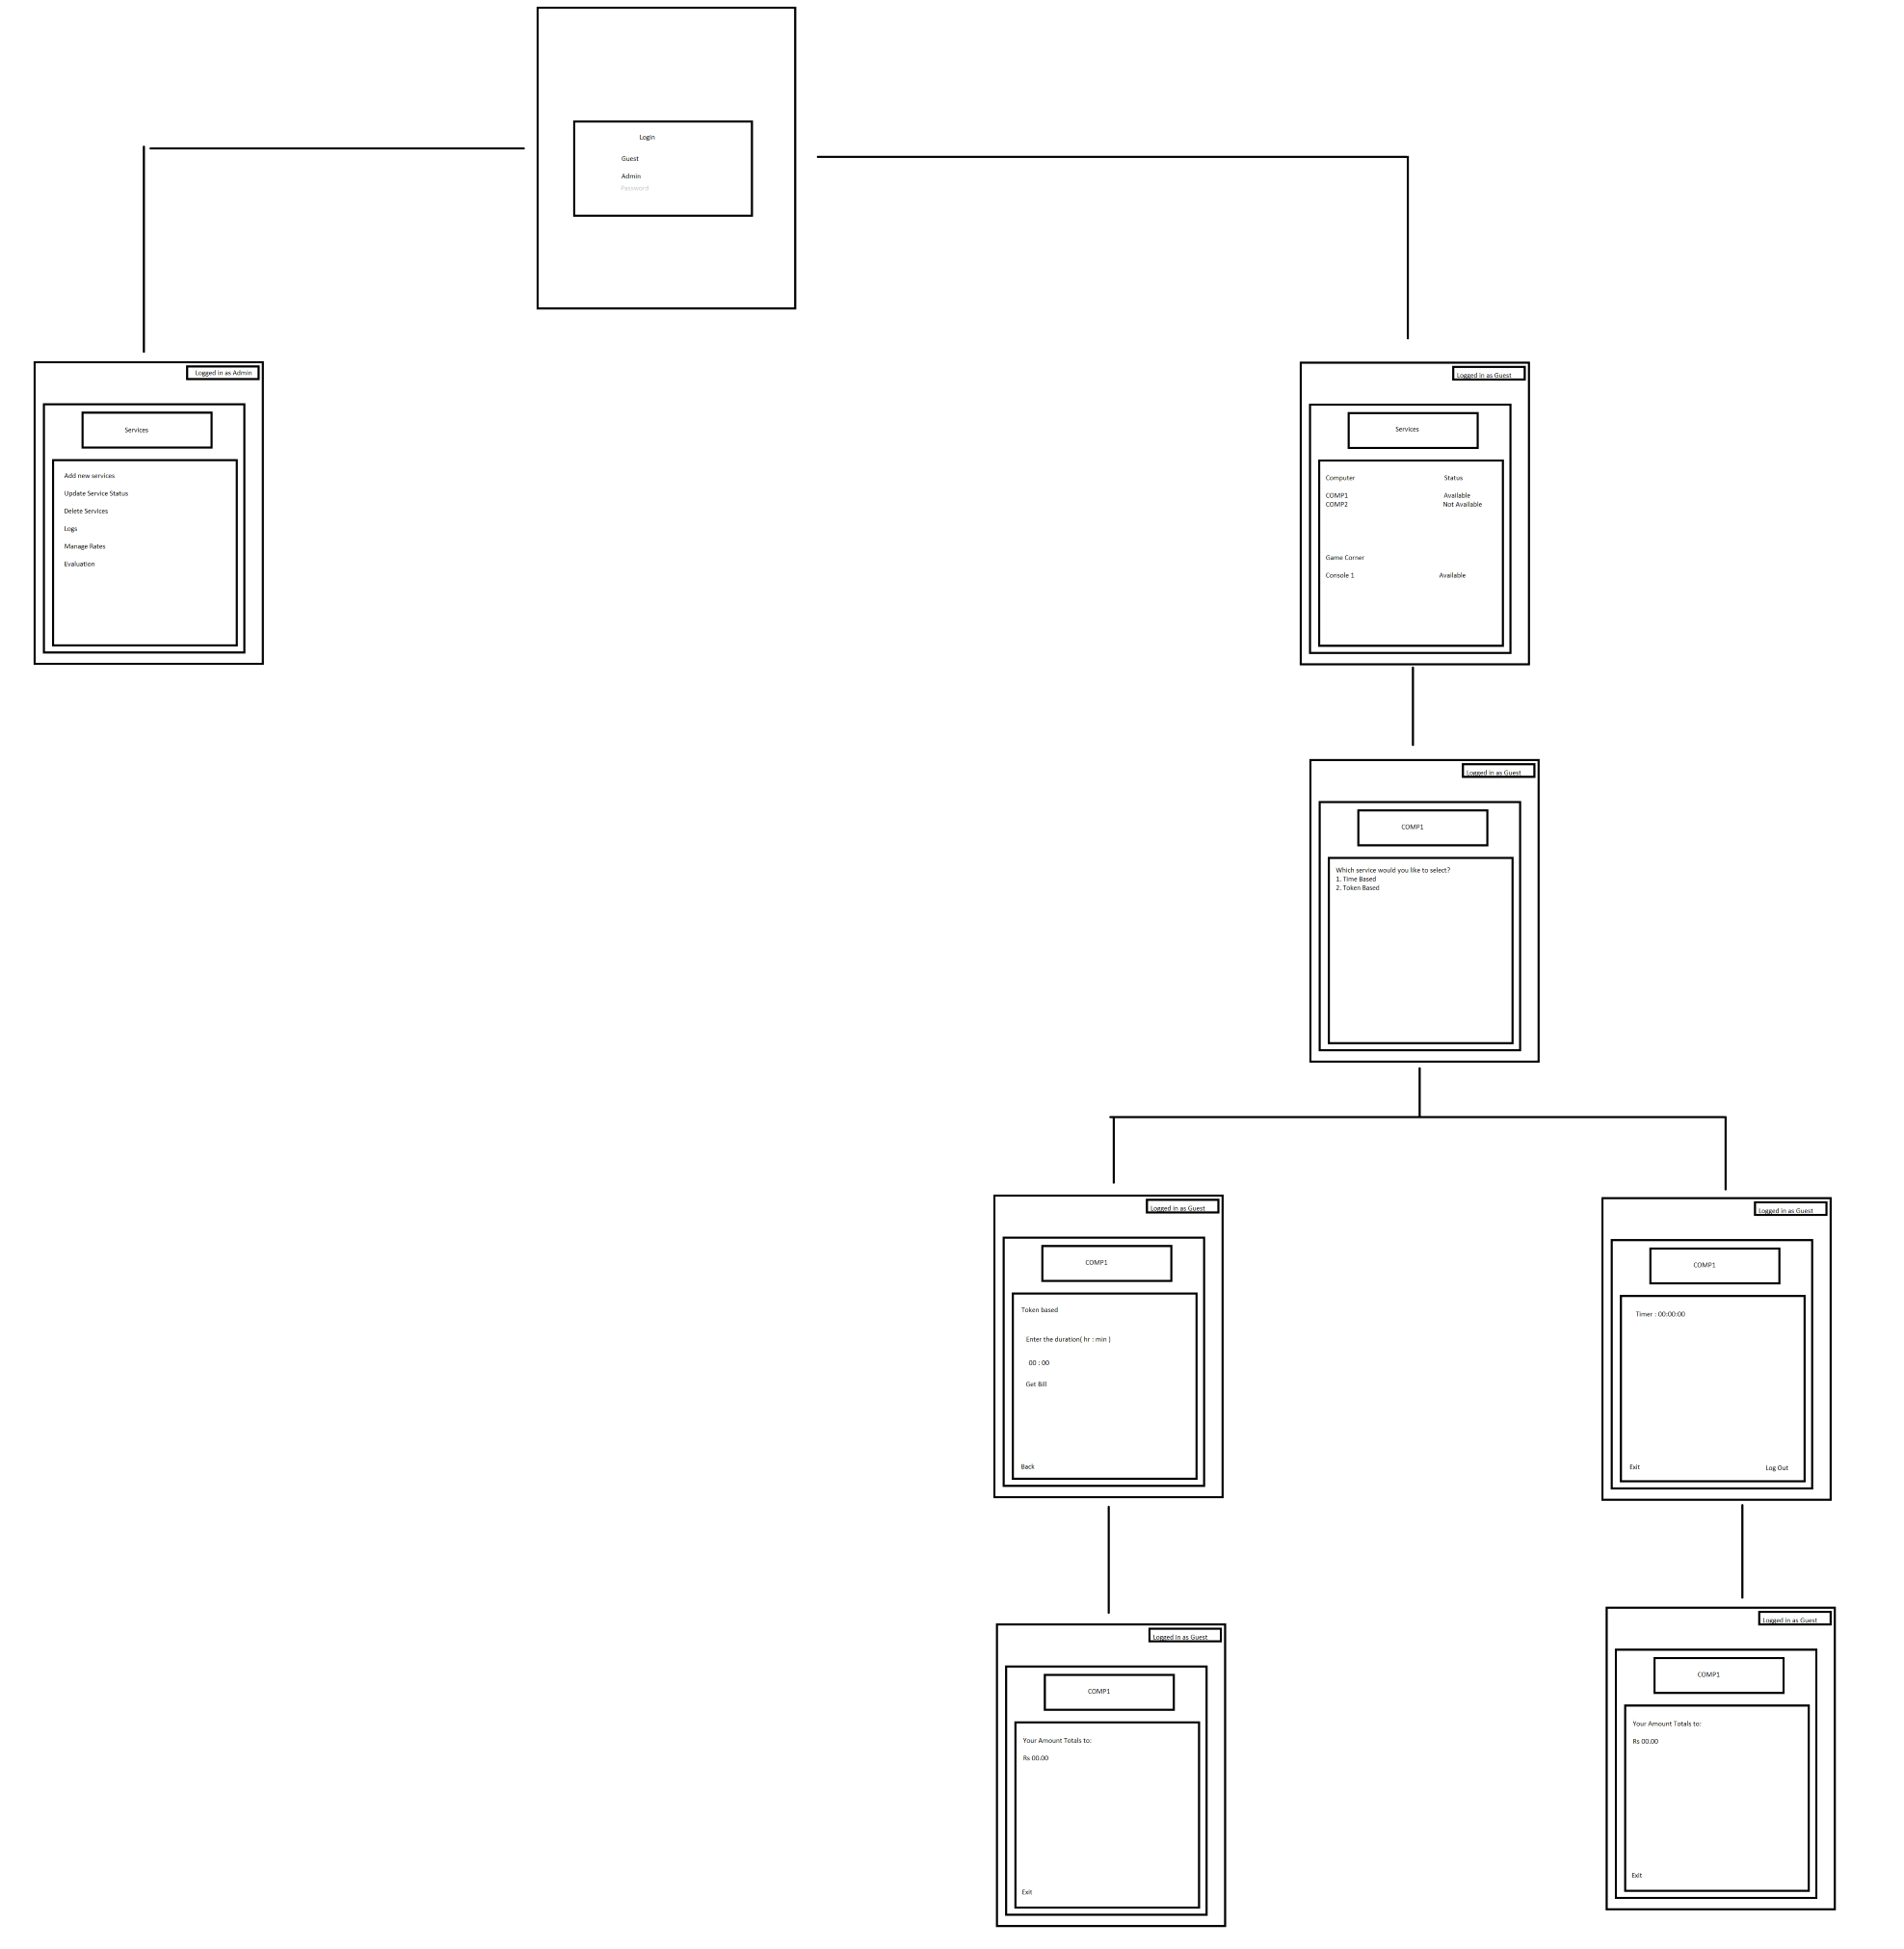 Login
Guest
Admin
Password
Logged in as Admin
Services
Add new services
Update Service Status
Delete Services
Logs
Manage Rates
Evaluation
Logged in as Guest
Services
Computer Status
COMP1 Available
COMP2 Not Available
Game Corner
Console 1 Available
Logged in as Guest
COMP1
Which service would you like to select?
1. Time Based
2. Token Based
Logged in as Guest
COMP1
Token based
Enter the duration( hr : min )
00 : 00
Get Bill
Back
Logged in as Guest
COMP1
Timer : 00:00:00
Exit Log Out
Logged in as Guest
COMP1
Your Amount Totals to:
Rs 00.00
Exit
Logged in as Guest
COMP1
Your Amount Totals to:
Rs 00.00
Exit